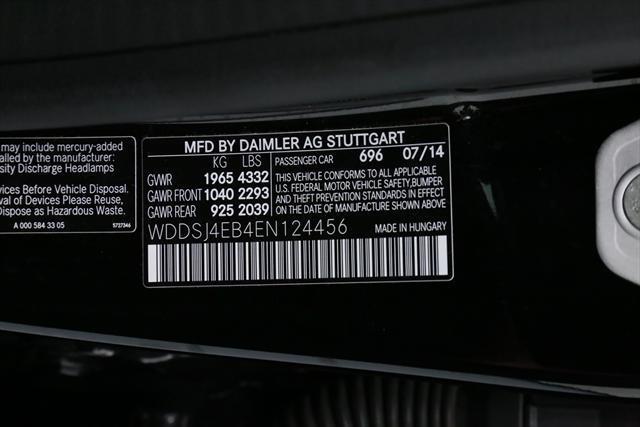 may include mercury-added
alled by the manufacturer:
sity Discharge Headlamps
vices Before Vehicle Disposal.
val of Devices Please Reuse,
spose as Hazardous Waste.
A 000 584 33 05
5727346
MFD BY DAIMLER AG STUTTGART
KG LBS
GVWR 1965 4332
GAWR FRONT 1040 2293
GAWR REAR 925 2039
PASSENGER CAR 696 07/14
THIS VEHICLE CONFORMS TO ALL APPLICABLE
U.S. FEDERAL MOTOR VEHICLE SAFETY, BUMPER
AND THEFT PREVENTION STANDARDS IN EFFECT
ON THE DATE OF MANUFACTURE SHOWN ABOVE.
WDDSJ4EB4EN124456
MADE IN HUNGARY